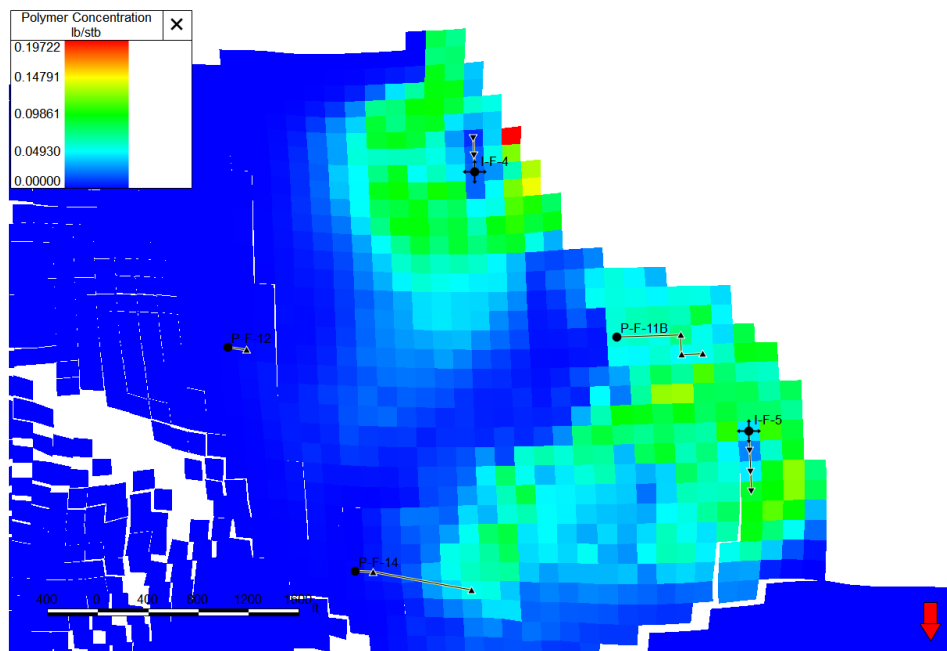 Polymer Concentration
lb/stb
0.19722
0.14791
0.09861
0.04930
0.00000
I-F-4
P-F-12
P-F-11B
I-F-5
P-F-14
400 0 400 800 1200 1600
ft